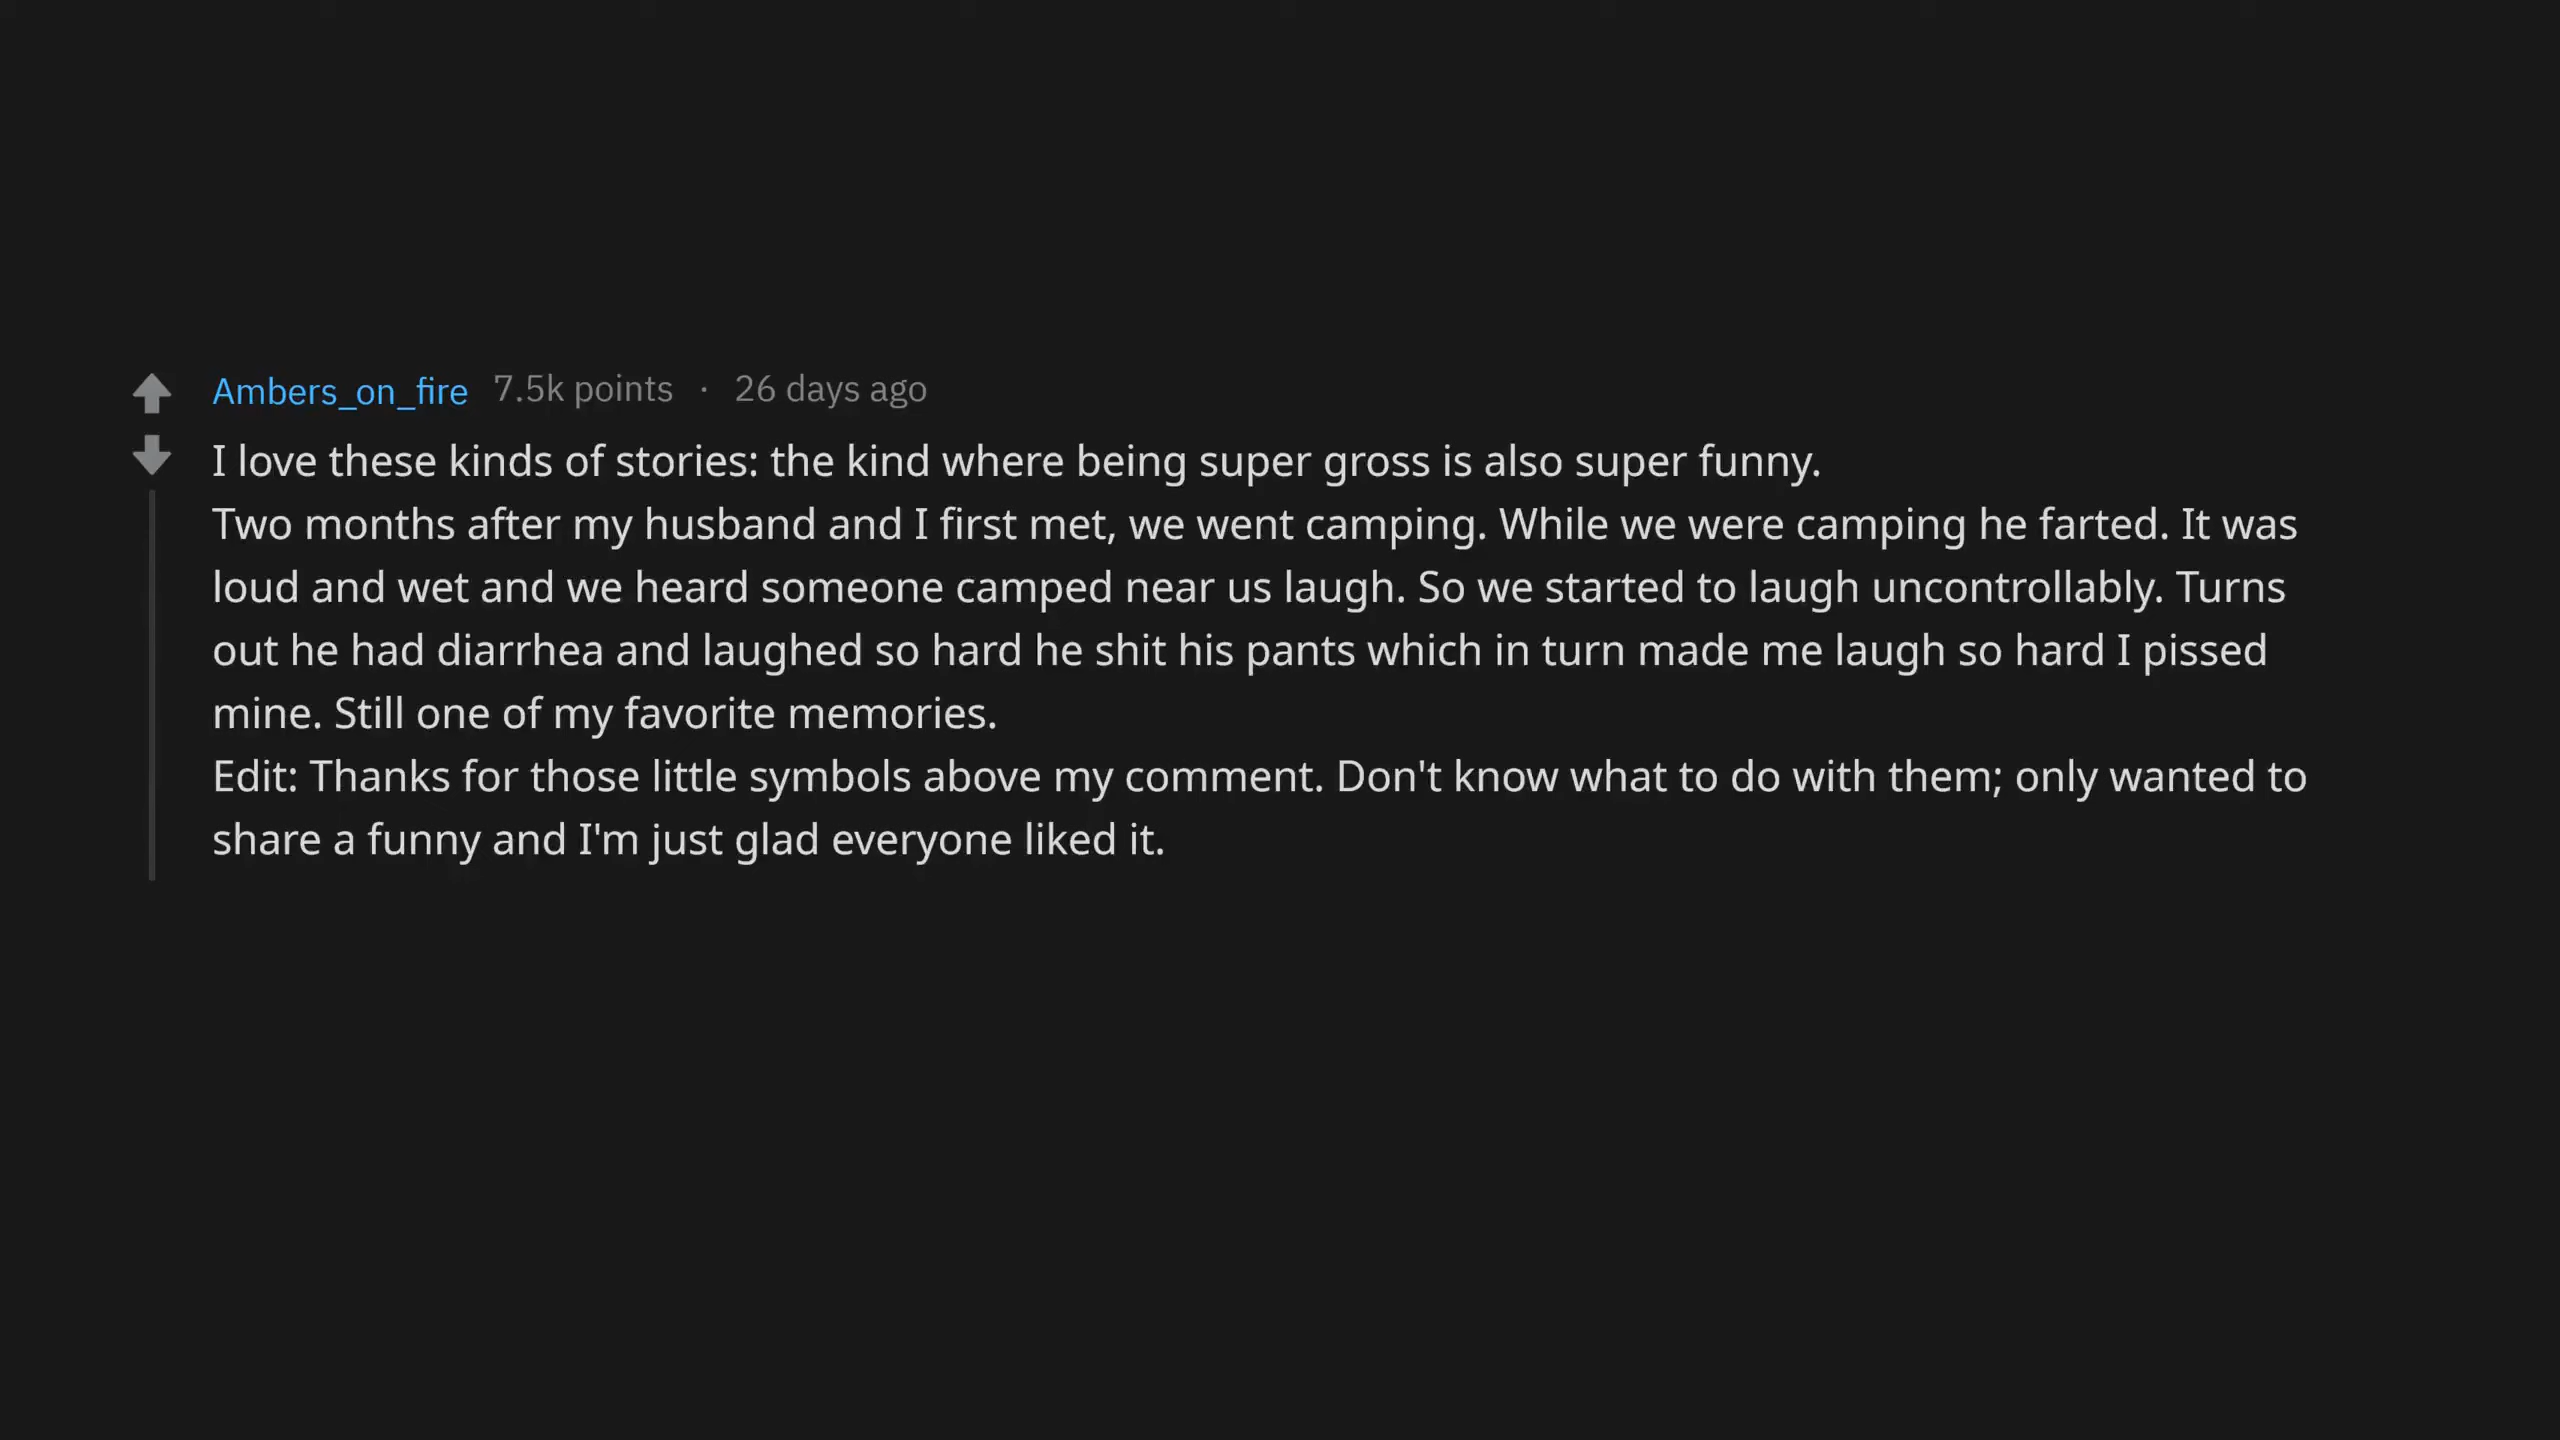 Ambers_on_fire 7.5k points · 26 days ago
I love these kinds of stories: the kind where being super gross is also super funny.
Two months after my husband and I first met, we went camping. While we were camping he farted. It was
loud and wet and we heard someone camped near us laugh. So we started to laugh uncontrollably. Turns
out he had diarrhea and laughed so hard he shit his pants which in turn made me laugh so hard I pissed
mine. Still one of my favorite memories.
Edit: Thanks for those little symbols above my comment. Don't know what to do with them; only wanted to
share a funny and I'm just glad everyone liked it.